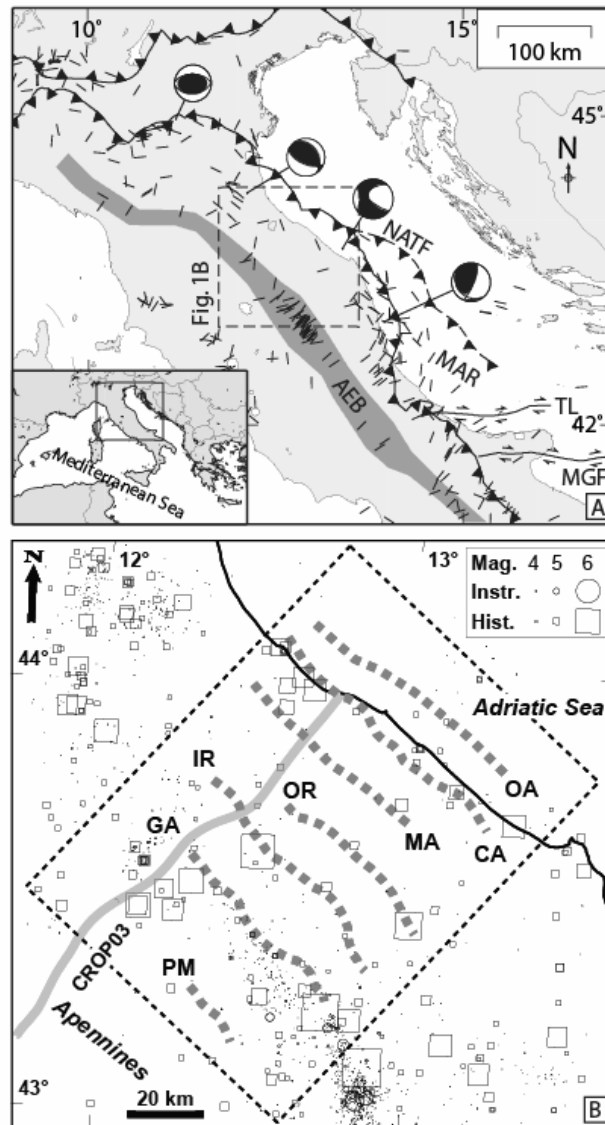 10°
15°
100 km
45°
N
NATF
Fig. 1B
MAR
AEB
TL
42°
MGF
Mediterranean Sea
A
12°
13°
Mag. 4 5 6
Instr.
Hist.
N
44°
Adriatic Sea
IR
OR
OA
GA
MA
CA
CROP03
PM
Apennines
43°
20 km
B